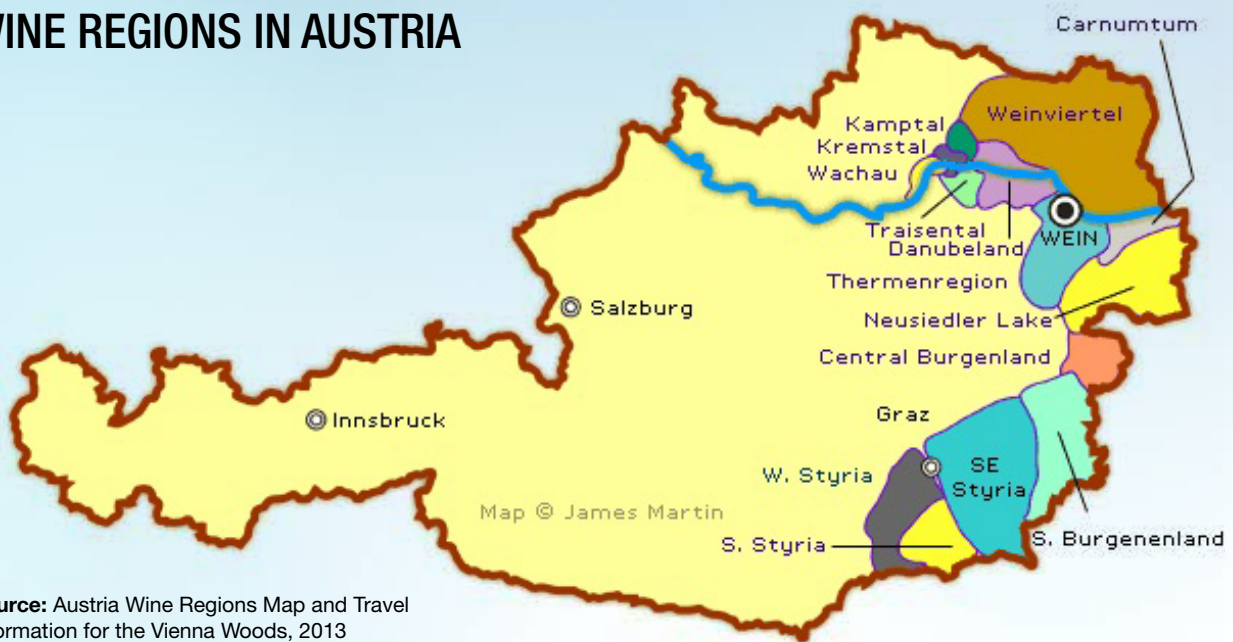 WINE REGIONS IN AUSTRIA
Carnumtum
Weinviertel
Kamptal
Kremstal
Wachau
Traisental
Danubeland
WEIN
Thermenregion
Salzburg
Neusiedler Lake
Central Burgenland
Innsbruck
Graz
SE
Styria
W. Styria
Map © James Martin
S. Styria
S. Burgenenland
urce: Austria Wine Regions Map and Travel
ormation for the Vienna Woods, 2013